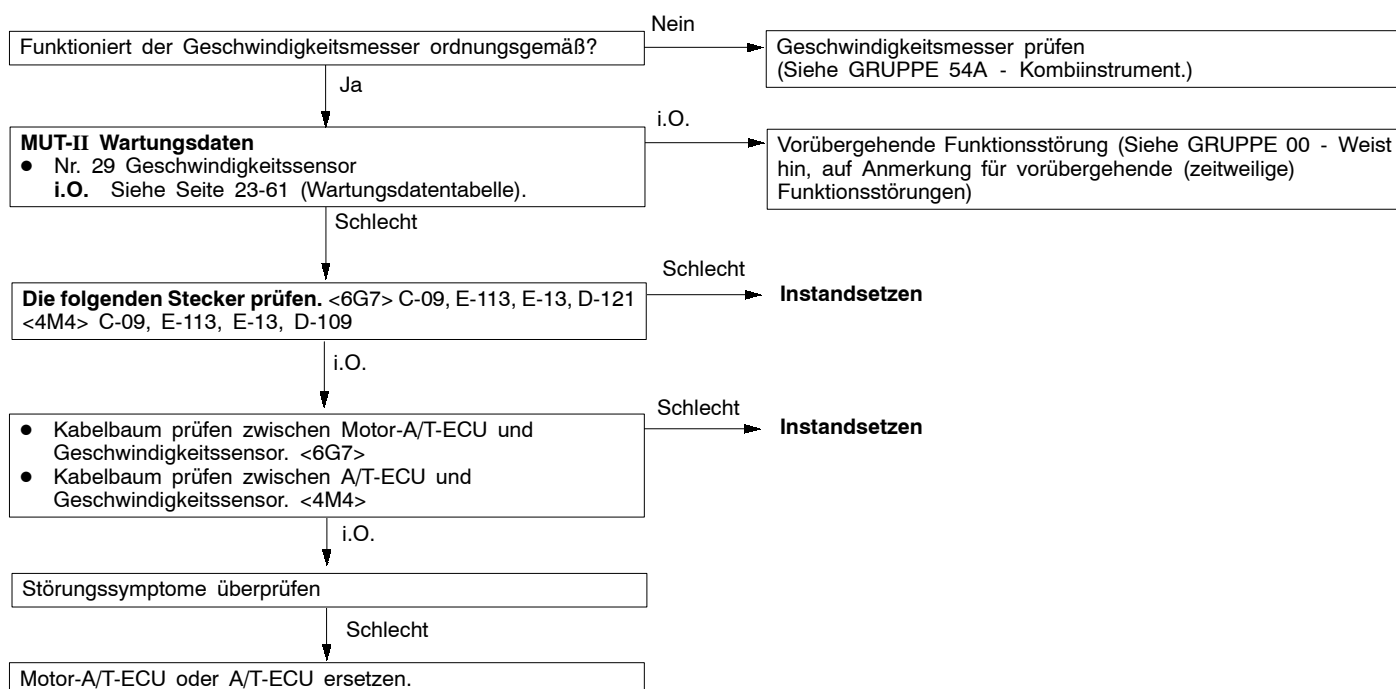 Funktioniert der Geschwindigkeitsmesser ordnungsgemäß?
Nein
Geschwindigkeitsmesser prüfen
(Siehe GRUPPE 54A - Kombiinstrument.)
Ja
MUT-II Wartungsdaten
● Nr. 29 Geschwindigkeitssensor
i.O. Siehe Seite 23-61 (Wartungsdatentabelle).
i.O.
Vorübergehende Funktionsstörung (Siehe GRUPPE 00 - Weist
hin, auf Anmerkung für vorübergehende (zeitweilige)
Funktionsstörungen)
Schlecht
Die folgenden Stecker prüfen. <6G7> C-09, E-113, E-13, D-121
<4M4> C-09, E-113, E-13, D-109
Schlecht
Instandsetzen
i.O.
● Kabelbaum prüfen zwischen Motor-A/T-ECU und
Geschwindigkeitssensor. <6G7>
● Kabelbaum prüfen zwischen A/T-ECU und
Geschwindigkeitssensor. <4M4>
Schlecht
Instandsetzen
i.O.
Störungssymptome überprüfen
Schlecht
Motor-A/T-ECU oder A/T-ECU ersetzen.